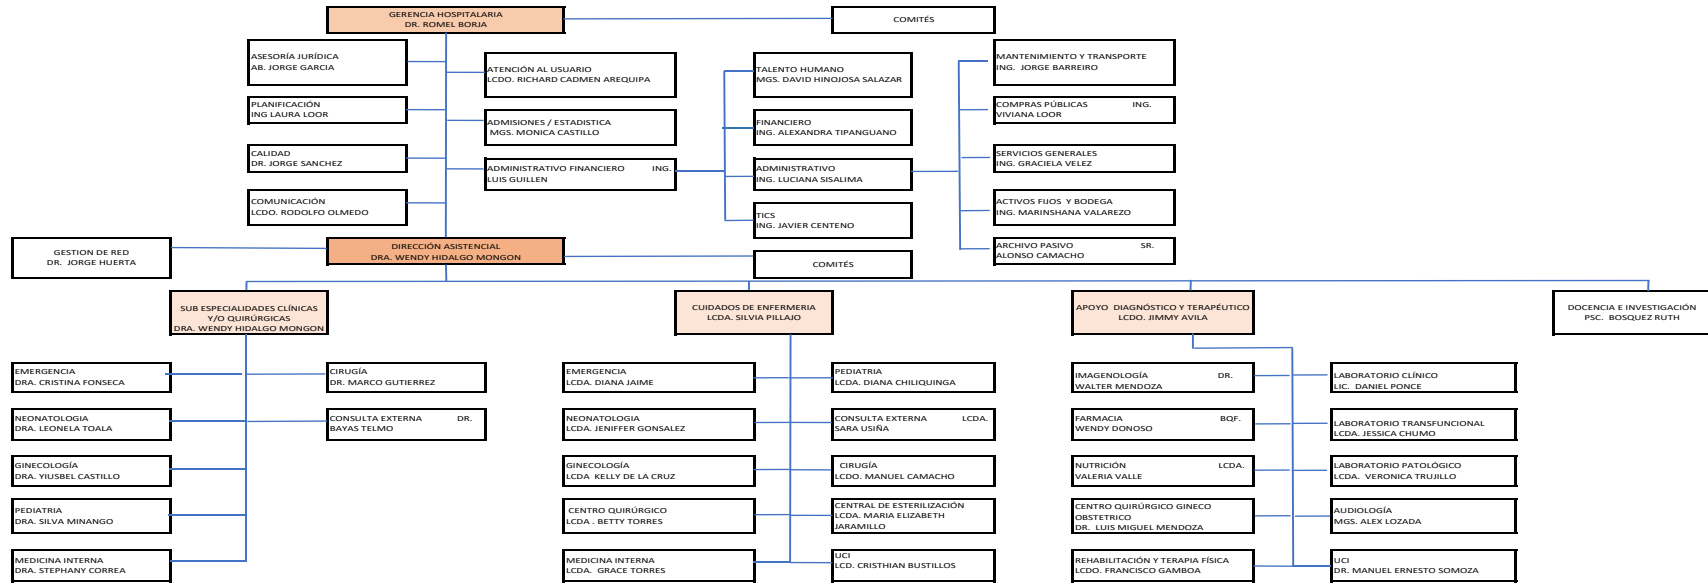 GERENCIA HOSPITALARIA
DR. ROMEL BORJA
COMITÉS
ASESORÍA JURÍDICA
AB. JORGE GARCIA
PLANIFICACIÓN
ING LAURA LOOR
CALIDAD
DR. JORGE SANCHEZ
COMUNICACIÓN
LCDO. RODOLFO OLMEDO
ATENCIÓN AL USUARIO
LCDO. RICHARD CADMEN AREQUIPA
ADMISIONES / ESTADISTICA
MGS. MONICA CASTILLO
ADMINISTRATIVO FINANCIERO ING.
LUIS GUILLEN
TALENTO HUMANO
MGS. DAVID HINOJOSA SALAZAR
FINANCIERO
ING. ALEXANDRA TIPANGUANO
ADMINISTRATIVO
ING. LUCIANA SISALIMA
TICS
ING. JAVIER CENTENO
MANTENIMIENTO Y TRANSPORTE
ING. JORGE BARREIRO
COMPRAS PÚBLICAS ING.
VIVIANA LOOR
SERVICIOS GENERALES
ING. GRACIELA VELEZ
ACTIVOS FIJOS Y BODEGA
ING. MARINSHANA VALAREZO
ARCHIVO PASIVO SR.
ALONSO CAMACHO
GESTION DE RED
DR. JORGE HUERTA
DIRECCIÓN ASISTENCIAL
DRA. WENDY HIDALGO MONGON
COMITÉS
SUB ESPECIALIDADES CLÍNICAS
Y/O QUIRÚRGICAS
DRA. WENDY HIDALGO MONGON
CUIDADOS DE ENFERMERIA
LCDA. SILVIA PILLAJO
APOYO DIAGNÓSTICO Y TERAPÉUTICO
LCDO. JIMMY AVILA
DOCENCIA E INVESTIGACIÓN
PSC. BOSQUEZ RUTH
EMERGENCIA
DRA. CRISTINA FONSECA
NEONATOLOGIA
DRA. LEONELA TOALA
GINECOLOGÍA
DRA. YIUSBEL CASTILLO
PEDIATRIA
DRA. SILVA MINANGO
MEDICINA INTERNA
DRA. STEPHANY CORREA
CIRUGÍA
DR. MARCO GUTIERREZ
CONSULTA EXTERNA DR.
BAYAS TELMO
EMERGENCIA
LCDA. DIANA JAIME
NEONATOLOGIA
LCDA. JENIFFER GONSALEZ
GINECOLOGÍA
LCDA KELLY DE LA CRUZ
CENTRO QUIRÚRGICO
LCDA . BETTY TORRES
MEDICINA INTERNA
LCDA. GRACE TORRES
PEDIATRIA
LCDA. DIANA CHILIQUINGA
CONSULTA EXTERNA LCDA.
SARA USIÑA
CIRUGÍA
LCDO. MANUEL CAMACHO
CENTRAL DE ESTERILIZACIÓN
LCDA. MARIA ELIZABETH
JARAMILLO
UCI
LCD. CRISTHIAN BUSTILLOS
IMAGENOLOGÍA DR.
WALTER MENDOZA
FARMACIA BQF.
WENDY DONOSO
NUTRICIÓN LCDA.
VALERIA VALLE
CENTRO QUIRÚRGICO GINECO
OBSTETRICO
DR. LUIS MIGUEL MENDOZA
REHABILITACIÓN Y TERAPIA FÍSICA
LCDO. FRANCISCO GAMBOA
LABORATORIO CLÍNICO
LIC. DANIEL PONCE
LABORATORIO TRANSFUNCIONAL
LCDA. JESSICA CHUMO
LABORATORIO PATOLÓGICO
LCDA. VERONICA TRUJILLO
AUDIOLOGÍA
MGS. ALEX LOZADA
UCI
DR. MANUEL ERNESTO SOMOZA